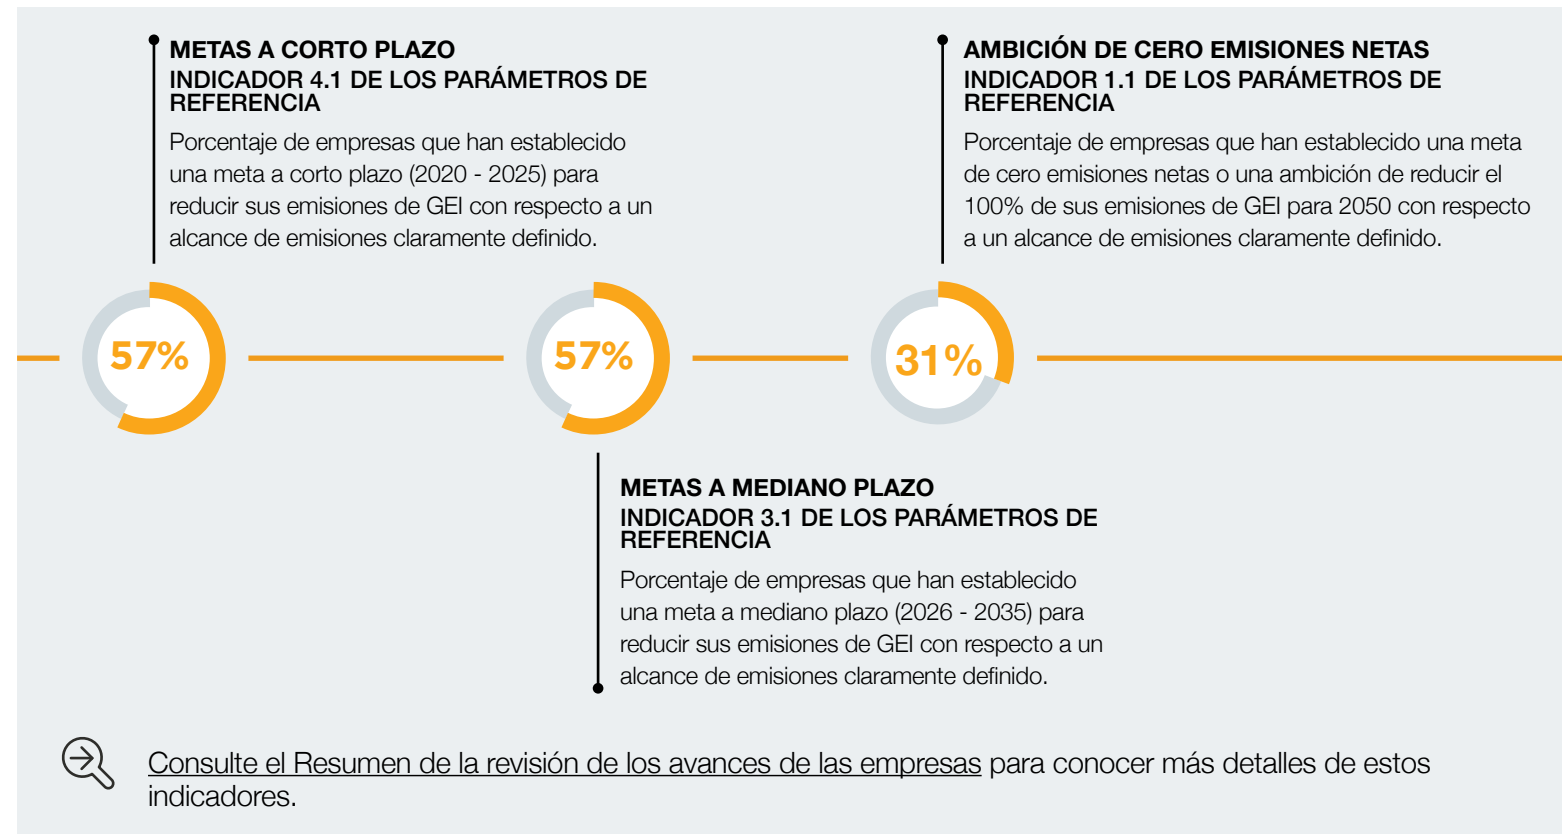 METAS A CORTO PLAZO
INDICADOR 4.1 DE LOS PARÁMETROS DE
REFERENCIA
Porcentaje de empresas que han establecido
una meta a corto plazo (2020 - 2025) para
reducir sus emisiones de GEI con respecto a un
alcance de emisiones claramente definido.
57%
57%
METAS A MEDIANO PLAZO
INDICADOR 3.1 DE LOS PARÁMETROS DE
REFERENCIA
Porcentaje de empresas que han establecido
una meta a mediano plazo (2026 - 2035) para
reducir sus emisiones de GEI con respecto a un
alcance de emisiones claramente definido.
AMBICIÓN DE CERO EMISIONES NETAS
INDICADOR 1.1 DE LOS PARÁMETROS DE
REFERENCIA
Porcentaje de empresas que han establecido una meta
de cero emisiones netas o una ambición de reducir el
100% de sus emisiones de GEI para 2050 con respecto
a un alcance de emisiones claramente definido.
31%
Consulte el Resumen de la revisión de los avances de las empresas para conocer más detalles de estos
indicadores.